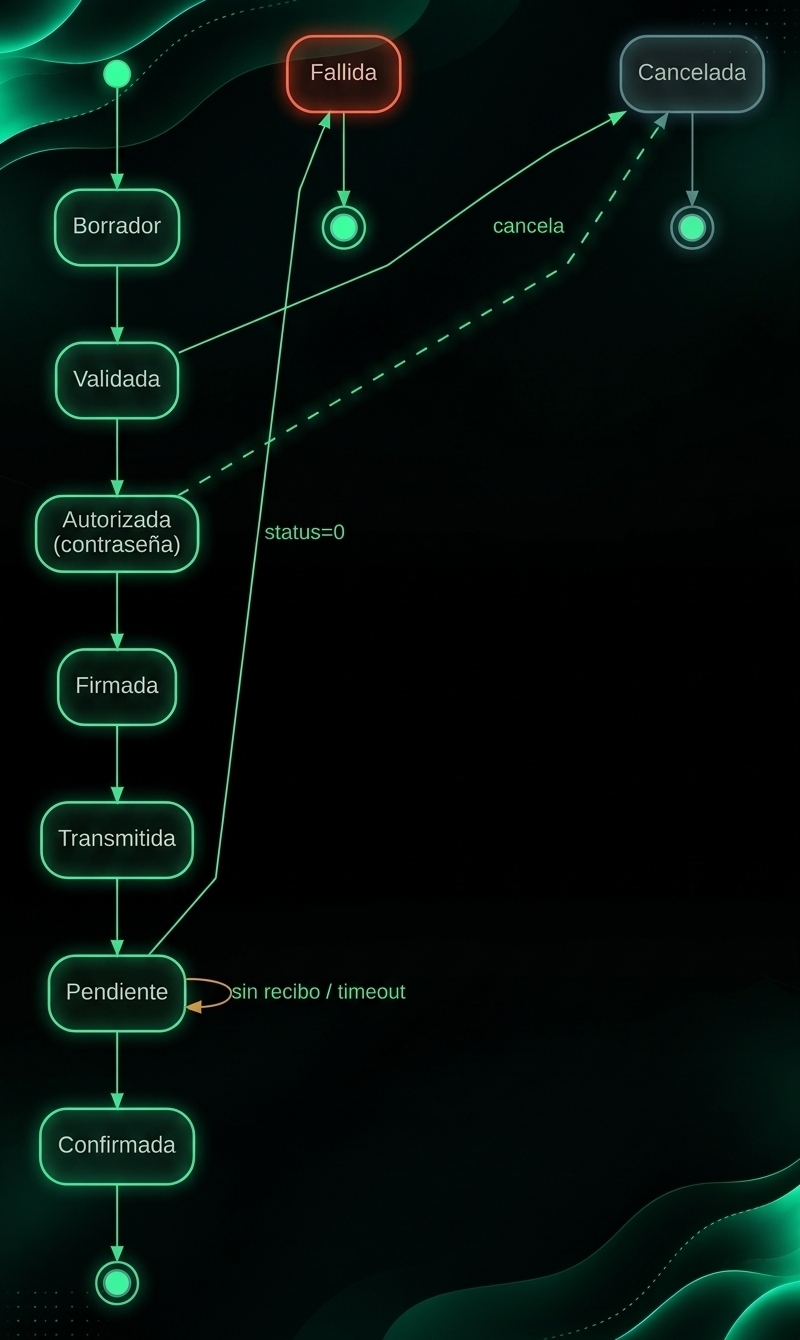 Fallida
Cancelada
Borrador
cancela
Validada
Autorizada
(contraseña)
status=0
Firmada
Transmitida
Pendiente
sin recibo / timeout
Confirmada